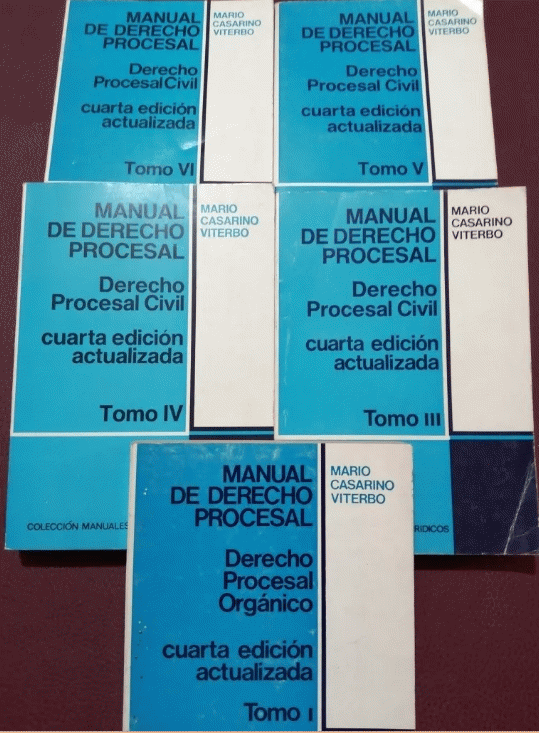 MANUAL
DE DERECHO
PROCESAL
Derecho
Procesal Civil
cuarta edición
actualizada
Tomo VI
MARIO
CASARINO
VITERBO
MANUAL
DE DERECHO
PROCESAL
Derecho
Procesal Civil
cuarta edición
actualizada
Tomo V
MARIO
CASARINO
VITERBO
MANUAL
DE DERECHO
PROCESAL
Derecho
Procesal Civil
cuarta edición
actualizada
Tomo IV
MARIO
CASARINO
VITERBO
COLECCIÓN MANUALES
MANUAL
DE DERECHO
PROCESAL
Derecho
Procesal Civil
cuarta edición
actualizada
Tomo III
MARIO
CASARINO
VITERBO
RIDICOS
MANUAL
DE DERECHO
PROCESAL
Derecho
Procesal
Orgánico
cuarta edición
actualizada
Tomo I
MARIO
CASARINO
VITERBO